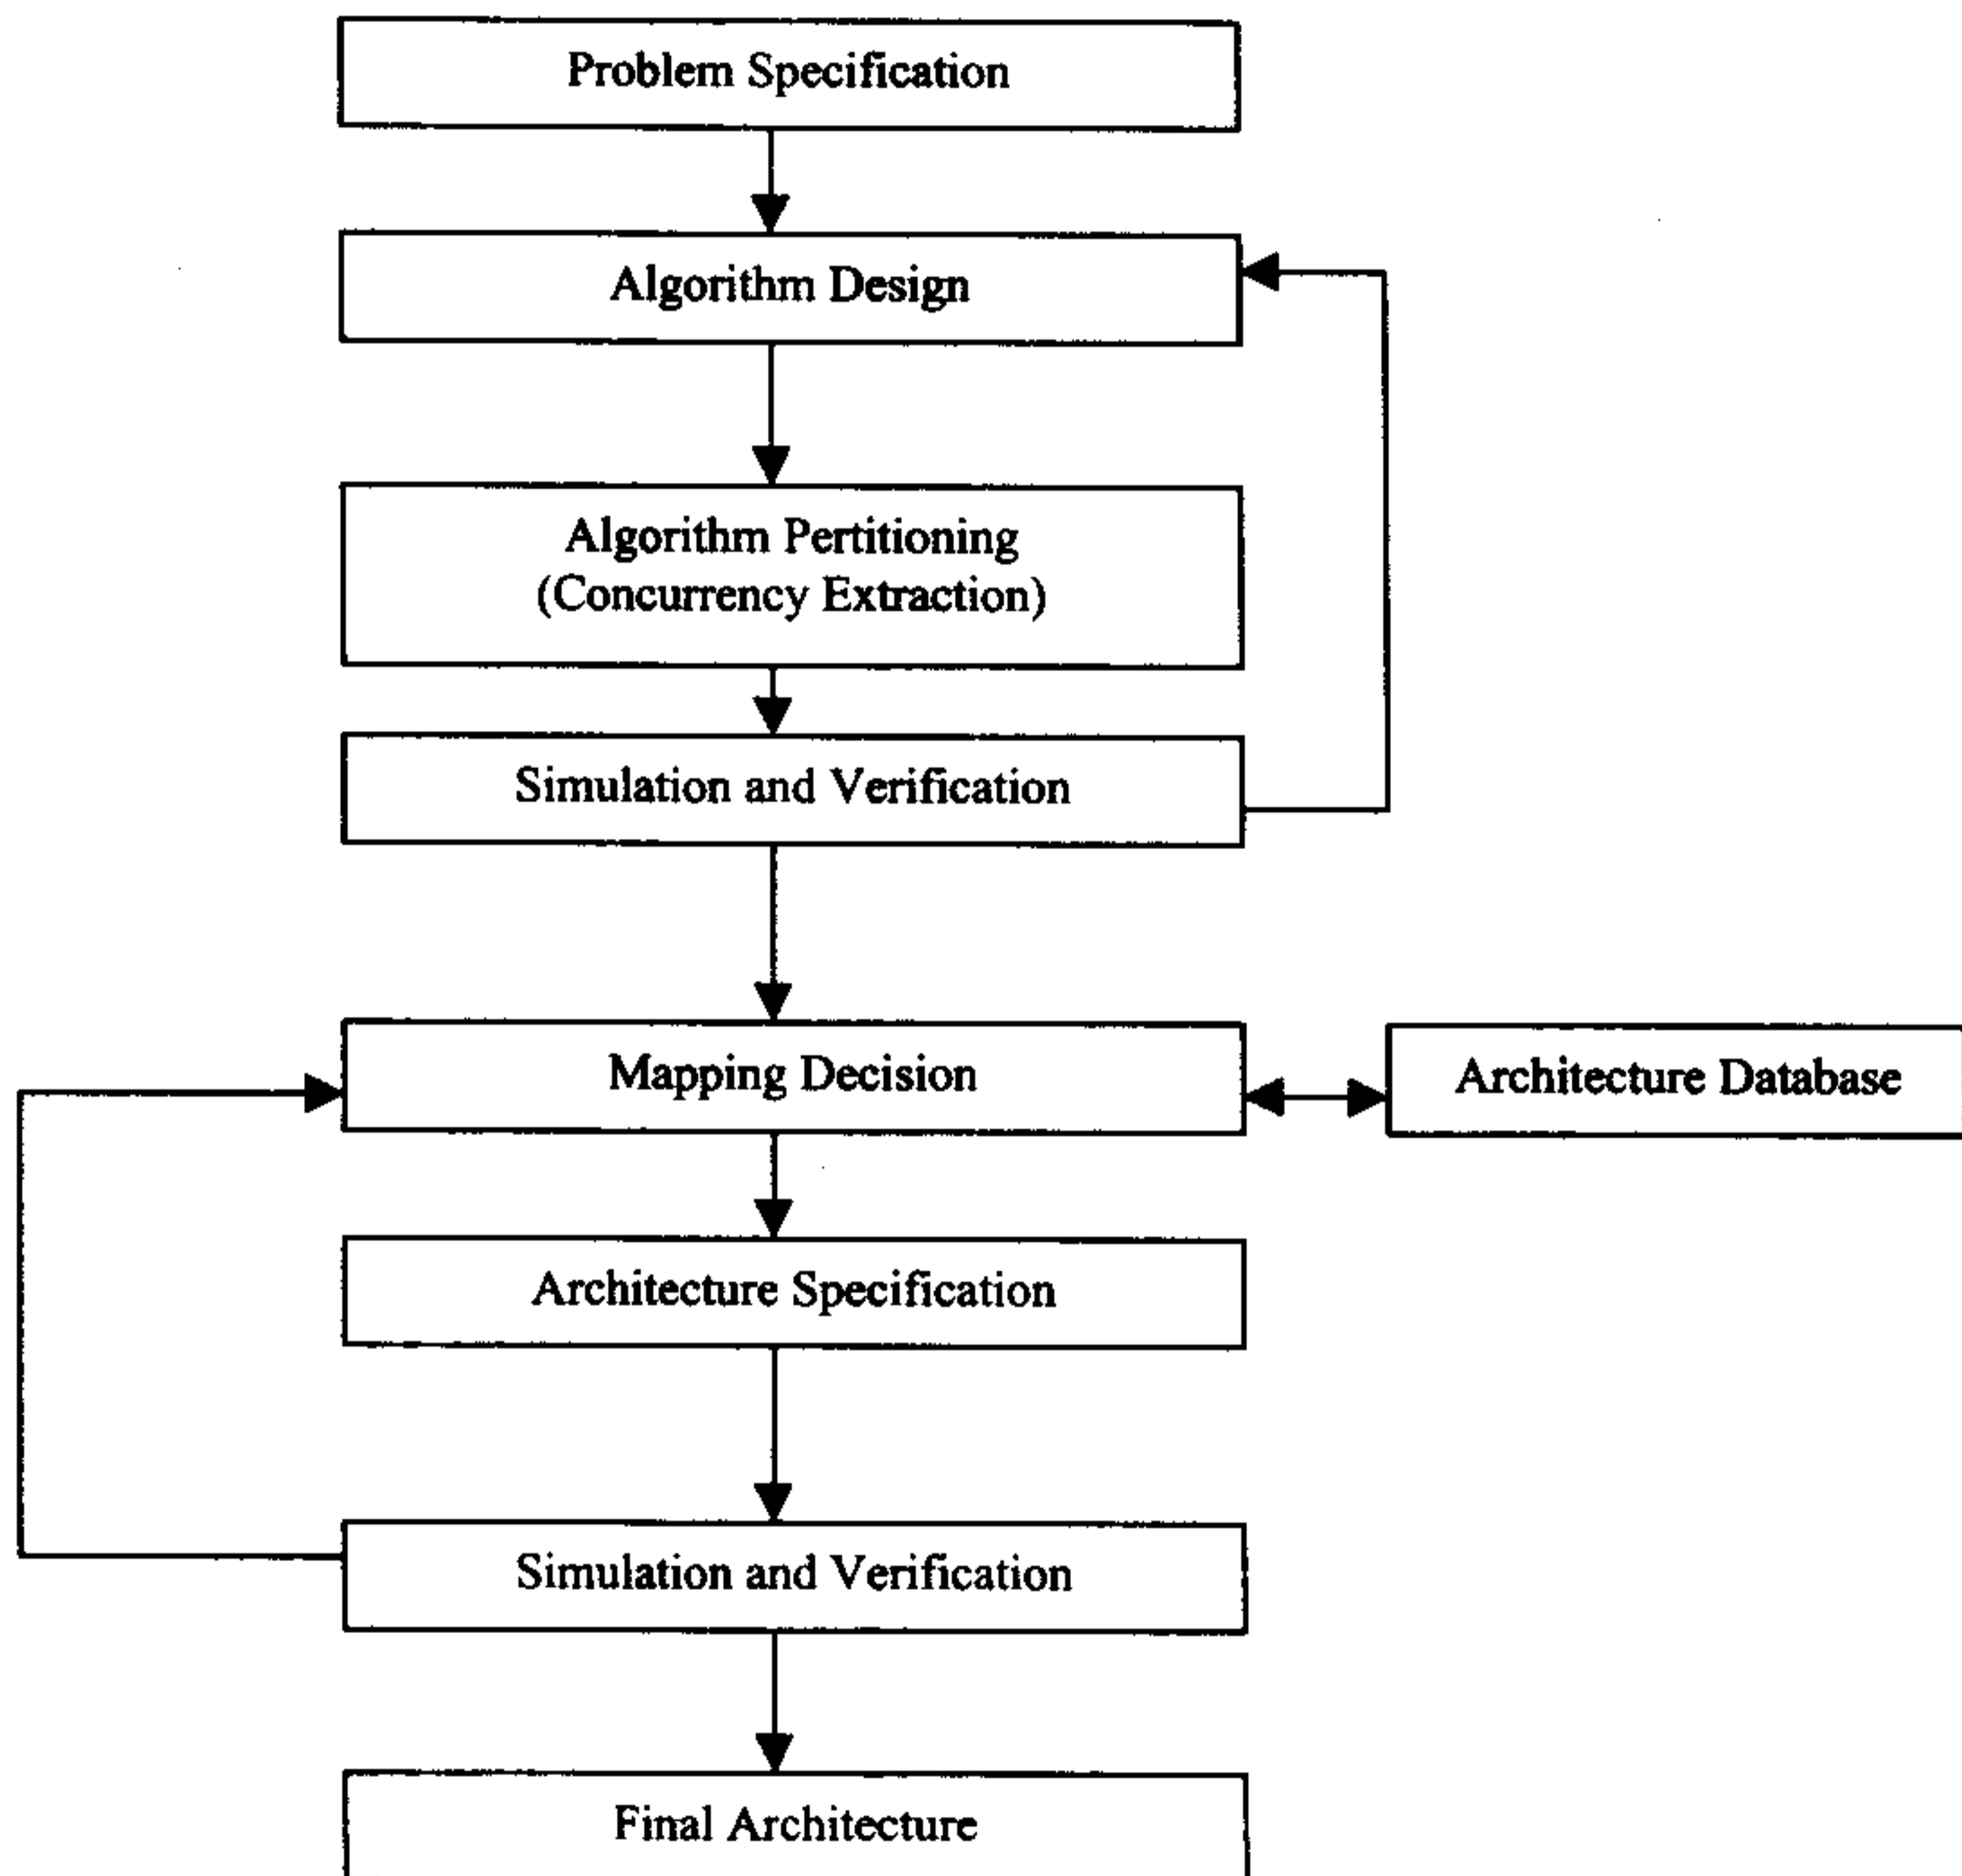 Problem Specification
Algorithm Design
Algorithm Pertitioning
(Concurrency Extraction)
Simulation and Verification
Mapping Decision
Architecture Database
Architecture Specification
Simulation and Verification
Final Architecture